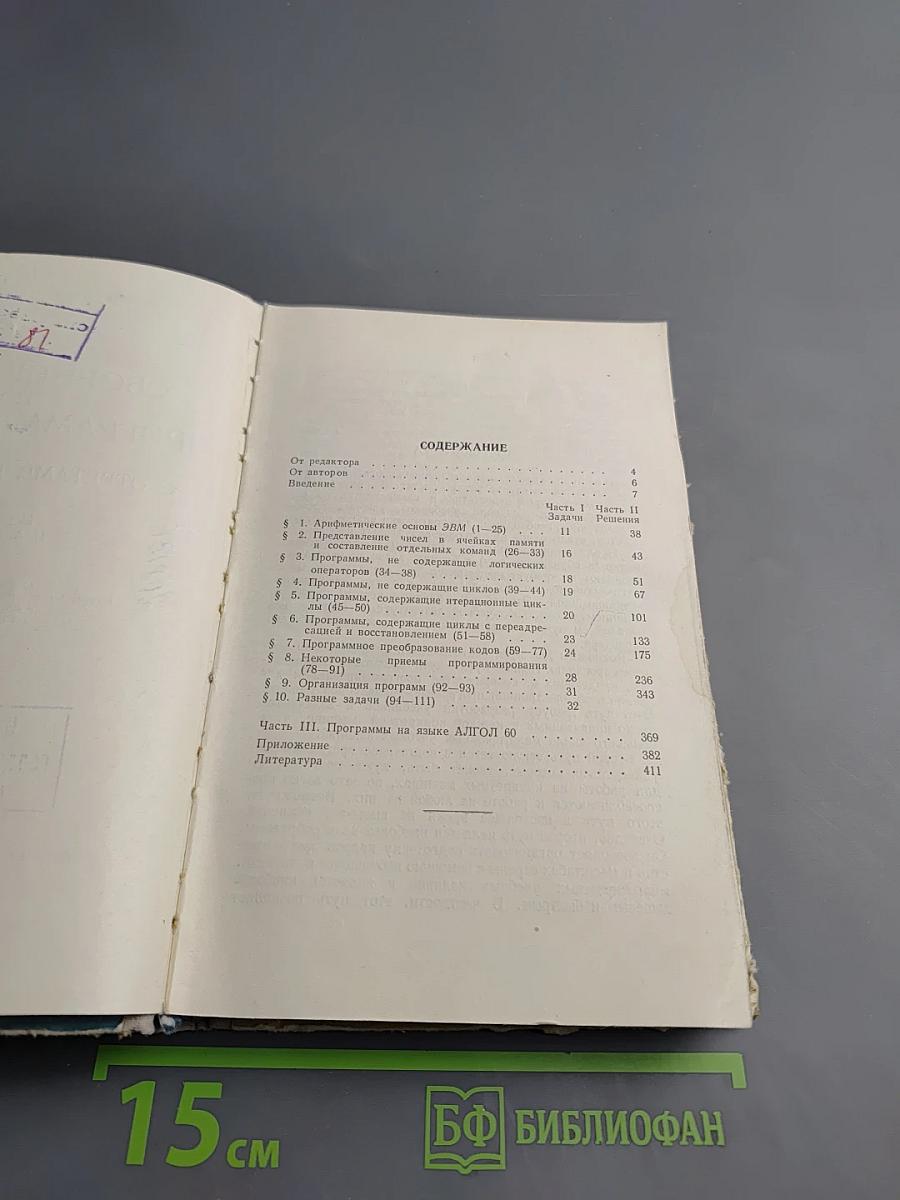 81
СОДЕРЖАНИЕ
От редактора . . . . . . . . . . . . . . . . . . . . 4
От авторов . . . . . . . . . . . . . . . . . . . . 6
Введение . . . . . . . . . . . . . . . . . . . . 7
Часть I Часть II
Задачи Решения
§ 1. Арифметические основы ЭВМ (1—25) . . . 11 38
§ 2. Представление чисел в ячейках памяти
и составление отдельных команд (26—33) 16 43
§ 3. Программы, не содержащие логических
операторов (34—38) . . . . . . . . . . 18 51
§ 4. Программы, не содержащие циклов (39—44) 19 67
§ 5. Программы, содержащие итерационные цик-
лы (45—50) . . . . . . . . . . . . . . 20 101
§ 6. Программы, содержащие циклы с переадре-
сацией и восстановлением (51—58) . . . . 23 133
§ 7. Программное преобразование кодов (59—77) 24 175
§ 8. Некоторые приемы программирования
(78—91) . . . . . . . . . . . . . . . 28 236
§ 9. Организация программ (92—93) . . . . . . 31 343
§ 10. Разные задачи (94—111) . . . . . . . . . 32
Часть III. Программы на языке АЛГОЛ 60 . . . . . . . . 369
Приложение . . . . . . . . . . . . . . . . . . . . 382
Литература . . . . . . . . . . . . . . . . . . . . 411
15 см
БФ БИБЛИОФАН